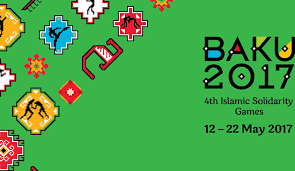 BAKU
2017
4th Islamic Solidarity
Games
12 – 22 May 2017